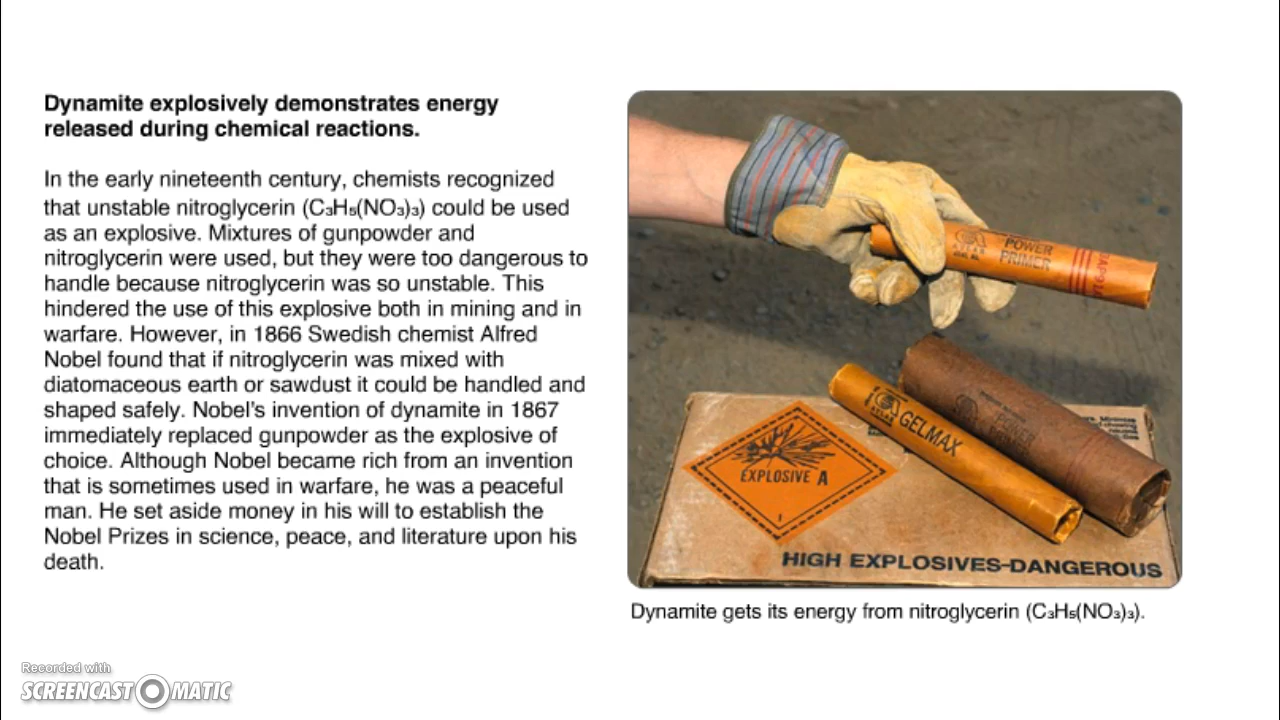 Dynamite explosively demonstrates energy
released during chemical reactions.
In the early nineteenth century, chemists recognized
that unstable nitroglycerin (C₃H₅(NO₃)₃) could be used
as an explosive. Mixtures of gunpowder and
nitroglycerin were used, but they were too dangerous to
handle because nitroglycerin was so unstable. This
hindered the use of this explosive both in mining and in
warfare. However, in 1866 Swedish chemist Alfred
Nobel found that if nitroglycerin was mixed with
diatomaceous earth or sawdust it could be handled and
shaped safely. Nobel's invention of dynamite in 1867
immediately replaced gunpowder as the explosive of
choice. Although Nobel became rich from an invention
that is sometimes used in warfare, he was a peaceful
man. He set aside money in his will to establish the
Nobel Prizes in science, peace, and literature upon his
death.
POWER
PRIMER
GELMAX
EXPLOSIVE A
HIGH EXPLOSIVES-DANGEROUS
Dynamite gets its energy from nitroglycerin (C₃H₅(NO₃)₃).
Recorded with
SCREENCAST-O-MATIC